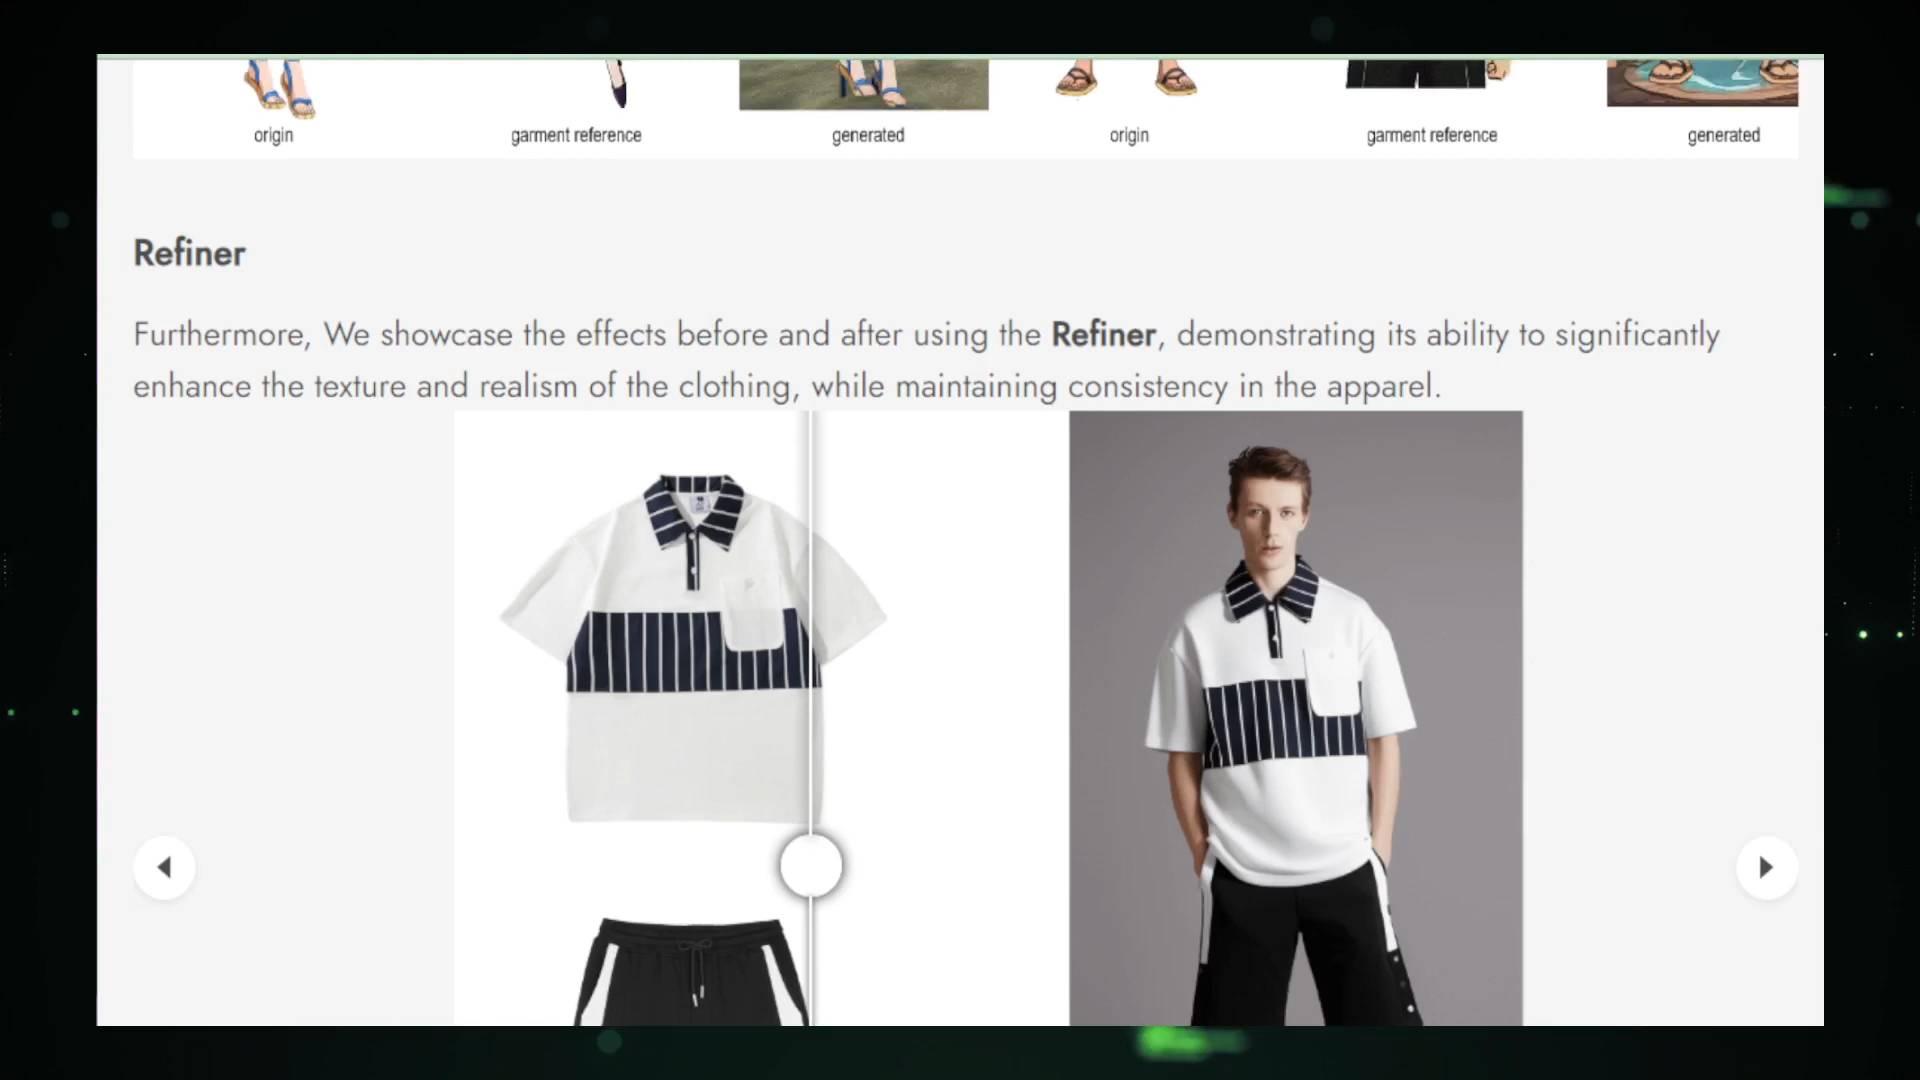 origin garment reference generated origin garment reference generated
Refiner
Furthermore, We showcase the effects before and after using the Refiner, demonstrating its ability to significantly
enhance the texture and realism of the clothing, while maintaining consistency in the apparel.